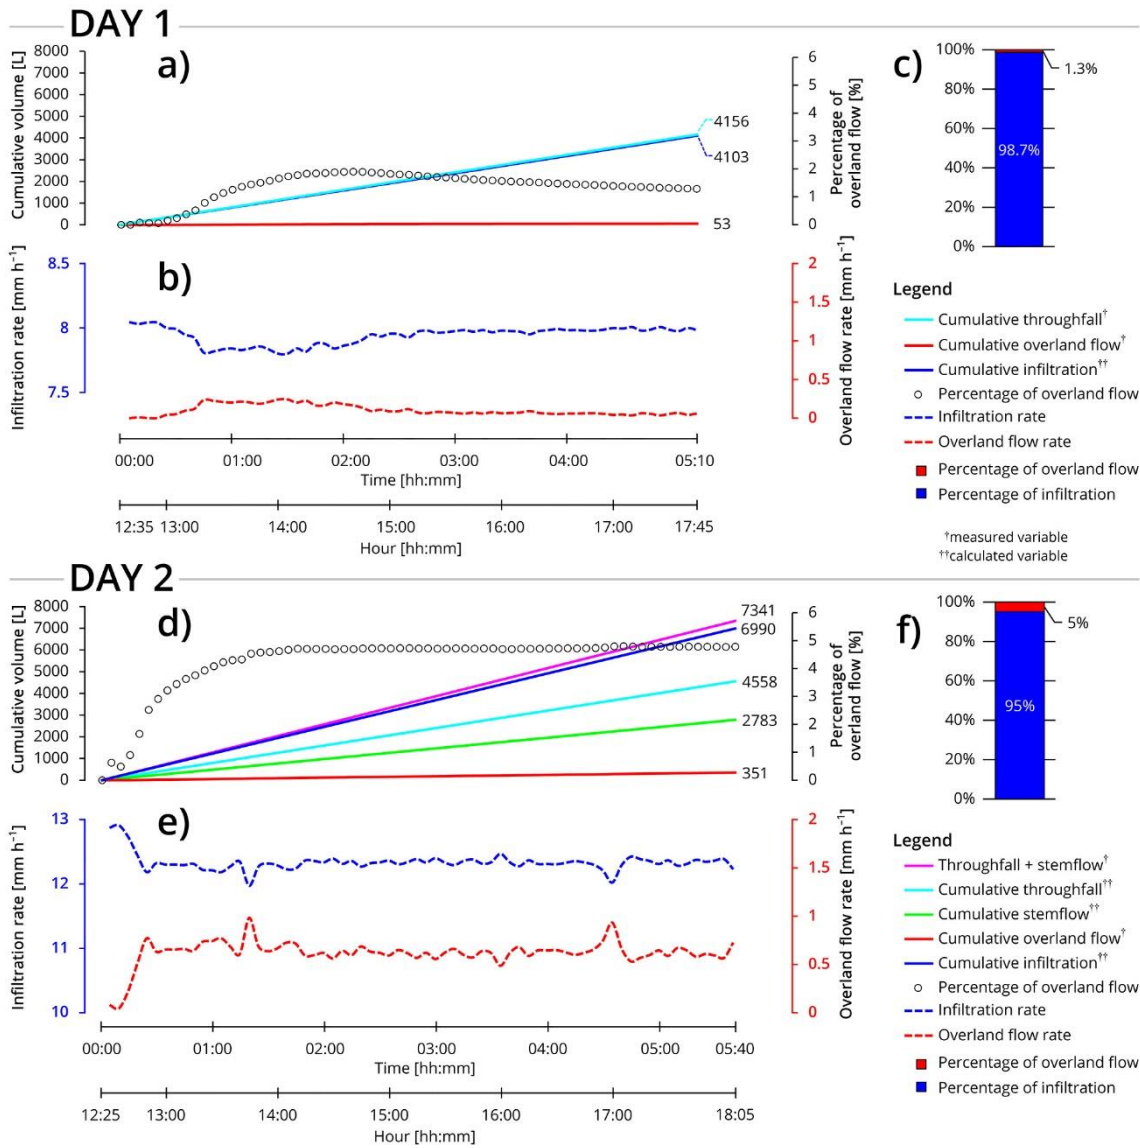 DAY 1
a)
Cumulative volume [L]
8000
7000
6000
5000
4000
3000
2000
1000
0
4156
4103
53
6
5
4
3
2
1
0
Percentage of
overland flow [%]
c)
100%
80%
60%
40%
20%
0%
1.3%
98.7%
b)
Infiltration rate [mm h⁻¹]
8.5
8
7.5
2
1.5
1
0.5
0
Overland flow rate [mm h⁻¹]
00:00 01:00 02:00 03:00 04:00 05:10
Time [hh:mm]
12:35 13:00 14:00 15:00 16:00 17:00 17:45
Hour [hh:mm]
Legend
Cumulative throughfall†
Cumulative overland flow†
Cumulative infiltration††
Percentage of overland flow
Infiltration rate
Overland flow rate
Percentage of overland flow
Percentage of infiltration
†measured variable
††calculated variable
DAY 2
d)
Cumulative volume [L]
8000
7000
6000
5000
4000
3000
2000
1000
0
7341
6990
4558
2783
351
6
5
4
3
2
1
0
Percentage of
overland flow [%]
f)
100%
80%
60%
40%
20%
0%
5%
95%
e)
Infiltration rate [mm h⁻¹]
13
12
11
10
2
1.5
1
0.5
0
Overland flow rate [mm h⁻¹]
00:00 01:00 02:00 03:00 04:00 05:00 05:40
Time [hh:mm]
12:25 13:00 14:00 15:00 16:00 17:00 18:05
Hour [hh:mm]
Legend
Throughfall + stemflow†
Cumulative throughfall††
Cumulative stemflow††
Cumulative overland flow†
Cumulative infiltration††
Percentage of overland flow
Infiltration rate
Overland flow rate
Percentage of overland flow
Percentage of infiltration